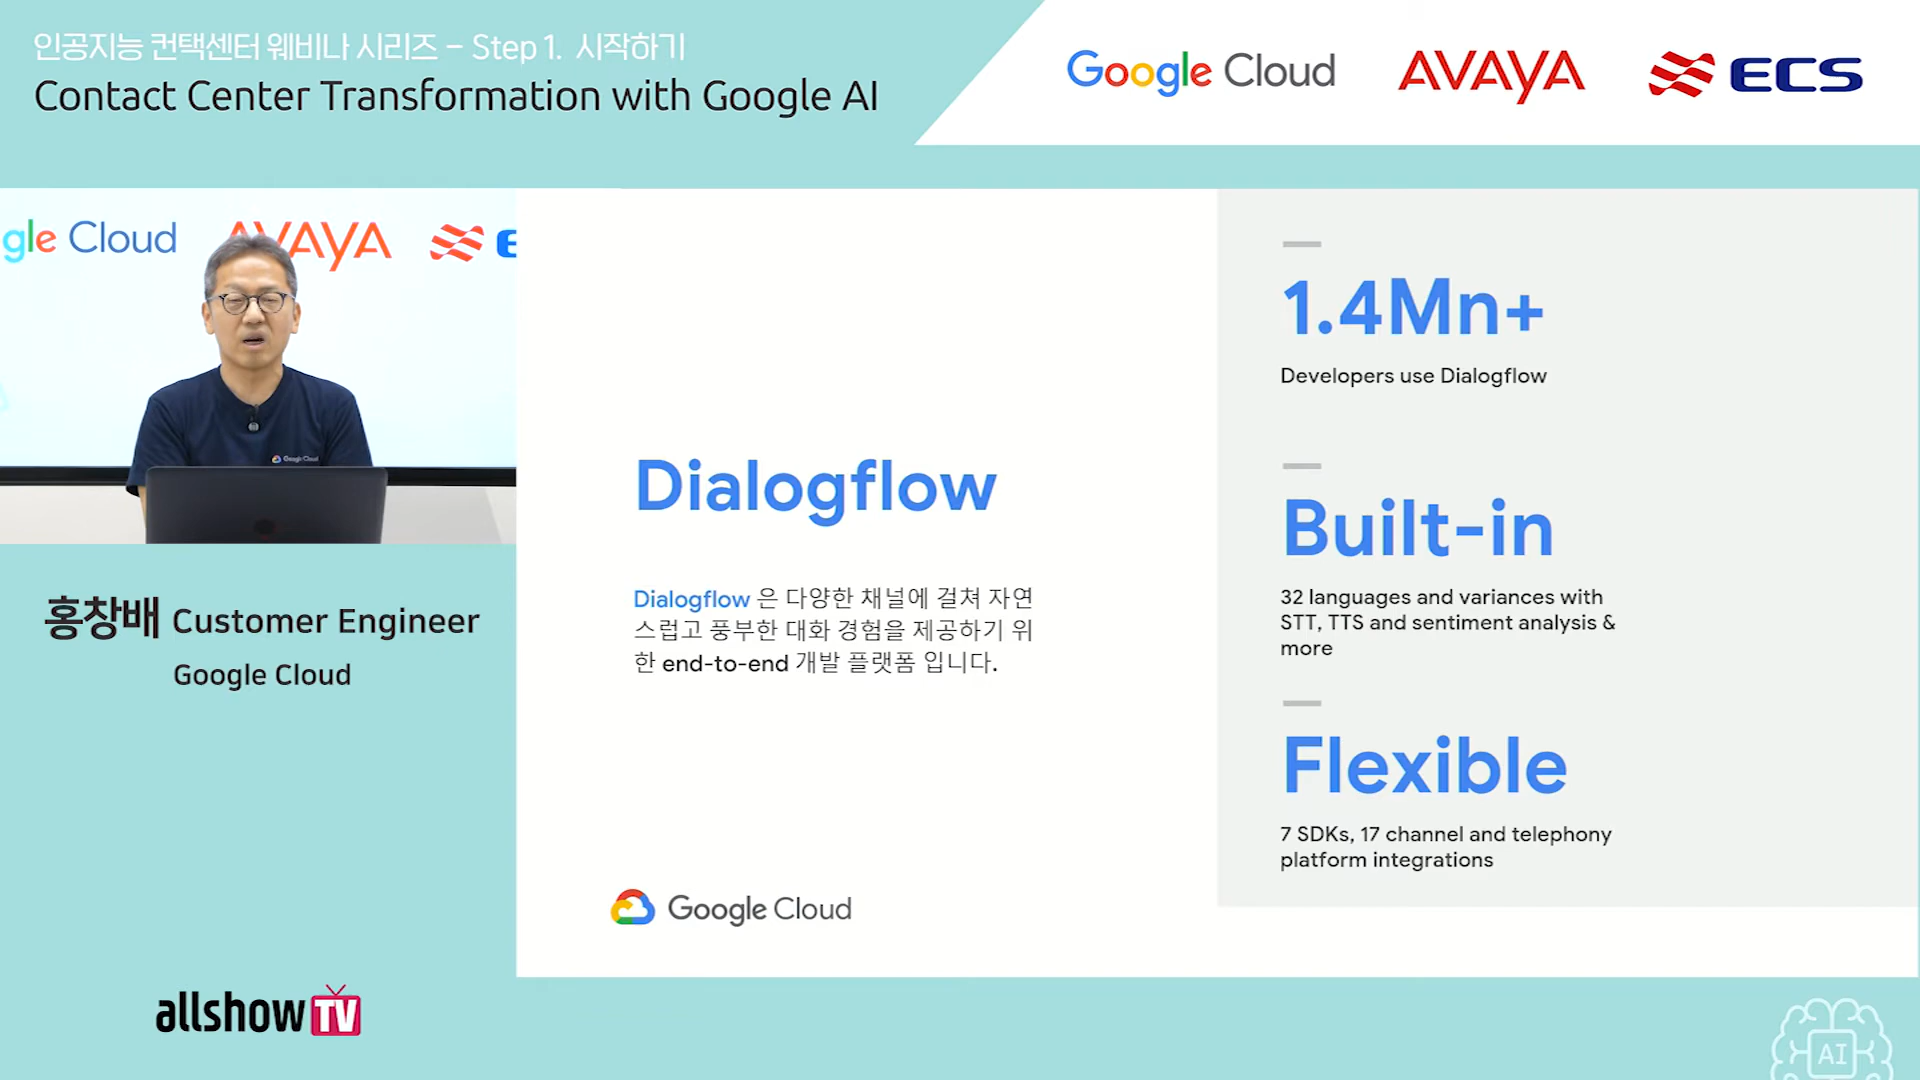 인공지능 컨택센터 웨비나 시리즈 - Step 1. 시작하기
Contact Center Transformation with Google AI
Google Cloud
AVAYA
ECS
gle Cloud
AVAYA
Google Cloud
홍창배 Customer Engineer
Google Cloud
allshowTV
Dialogflow
Dialogflow 은 다양한 채널에 걸쳐 자연
스럽고 풍부한 대화 경험을 제공하기 위
한 end-to-end 개발 플랫폼 입니다.
Google Cloud
1.4Mn+
Developers use Dialogflow
Built-in
32 languages and variances with
STT, TTS and sentiment analysis &
more
Flexible
7 SDKs, 17 channel and telephony
platform integrations
AI